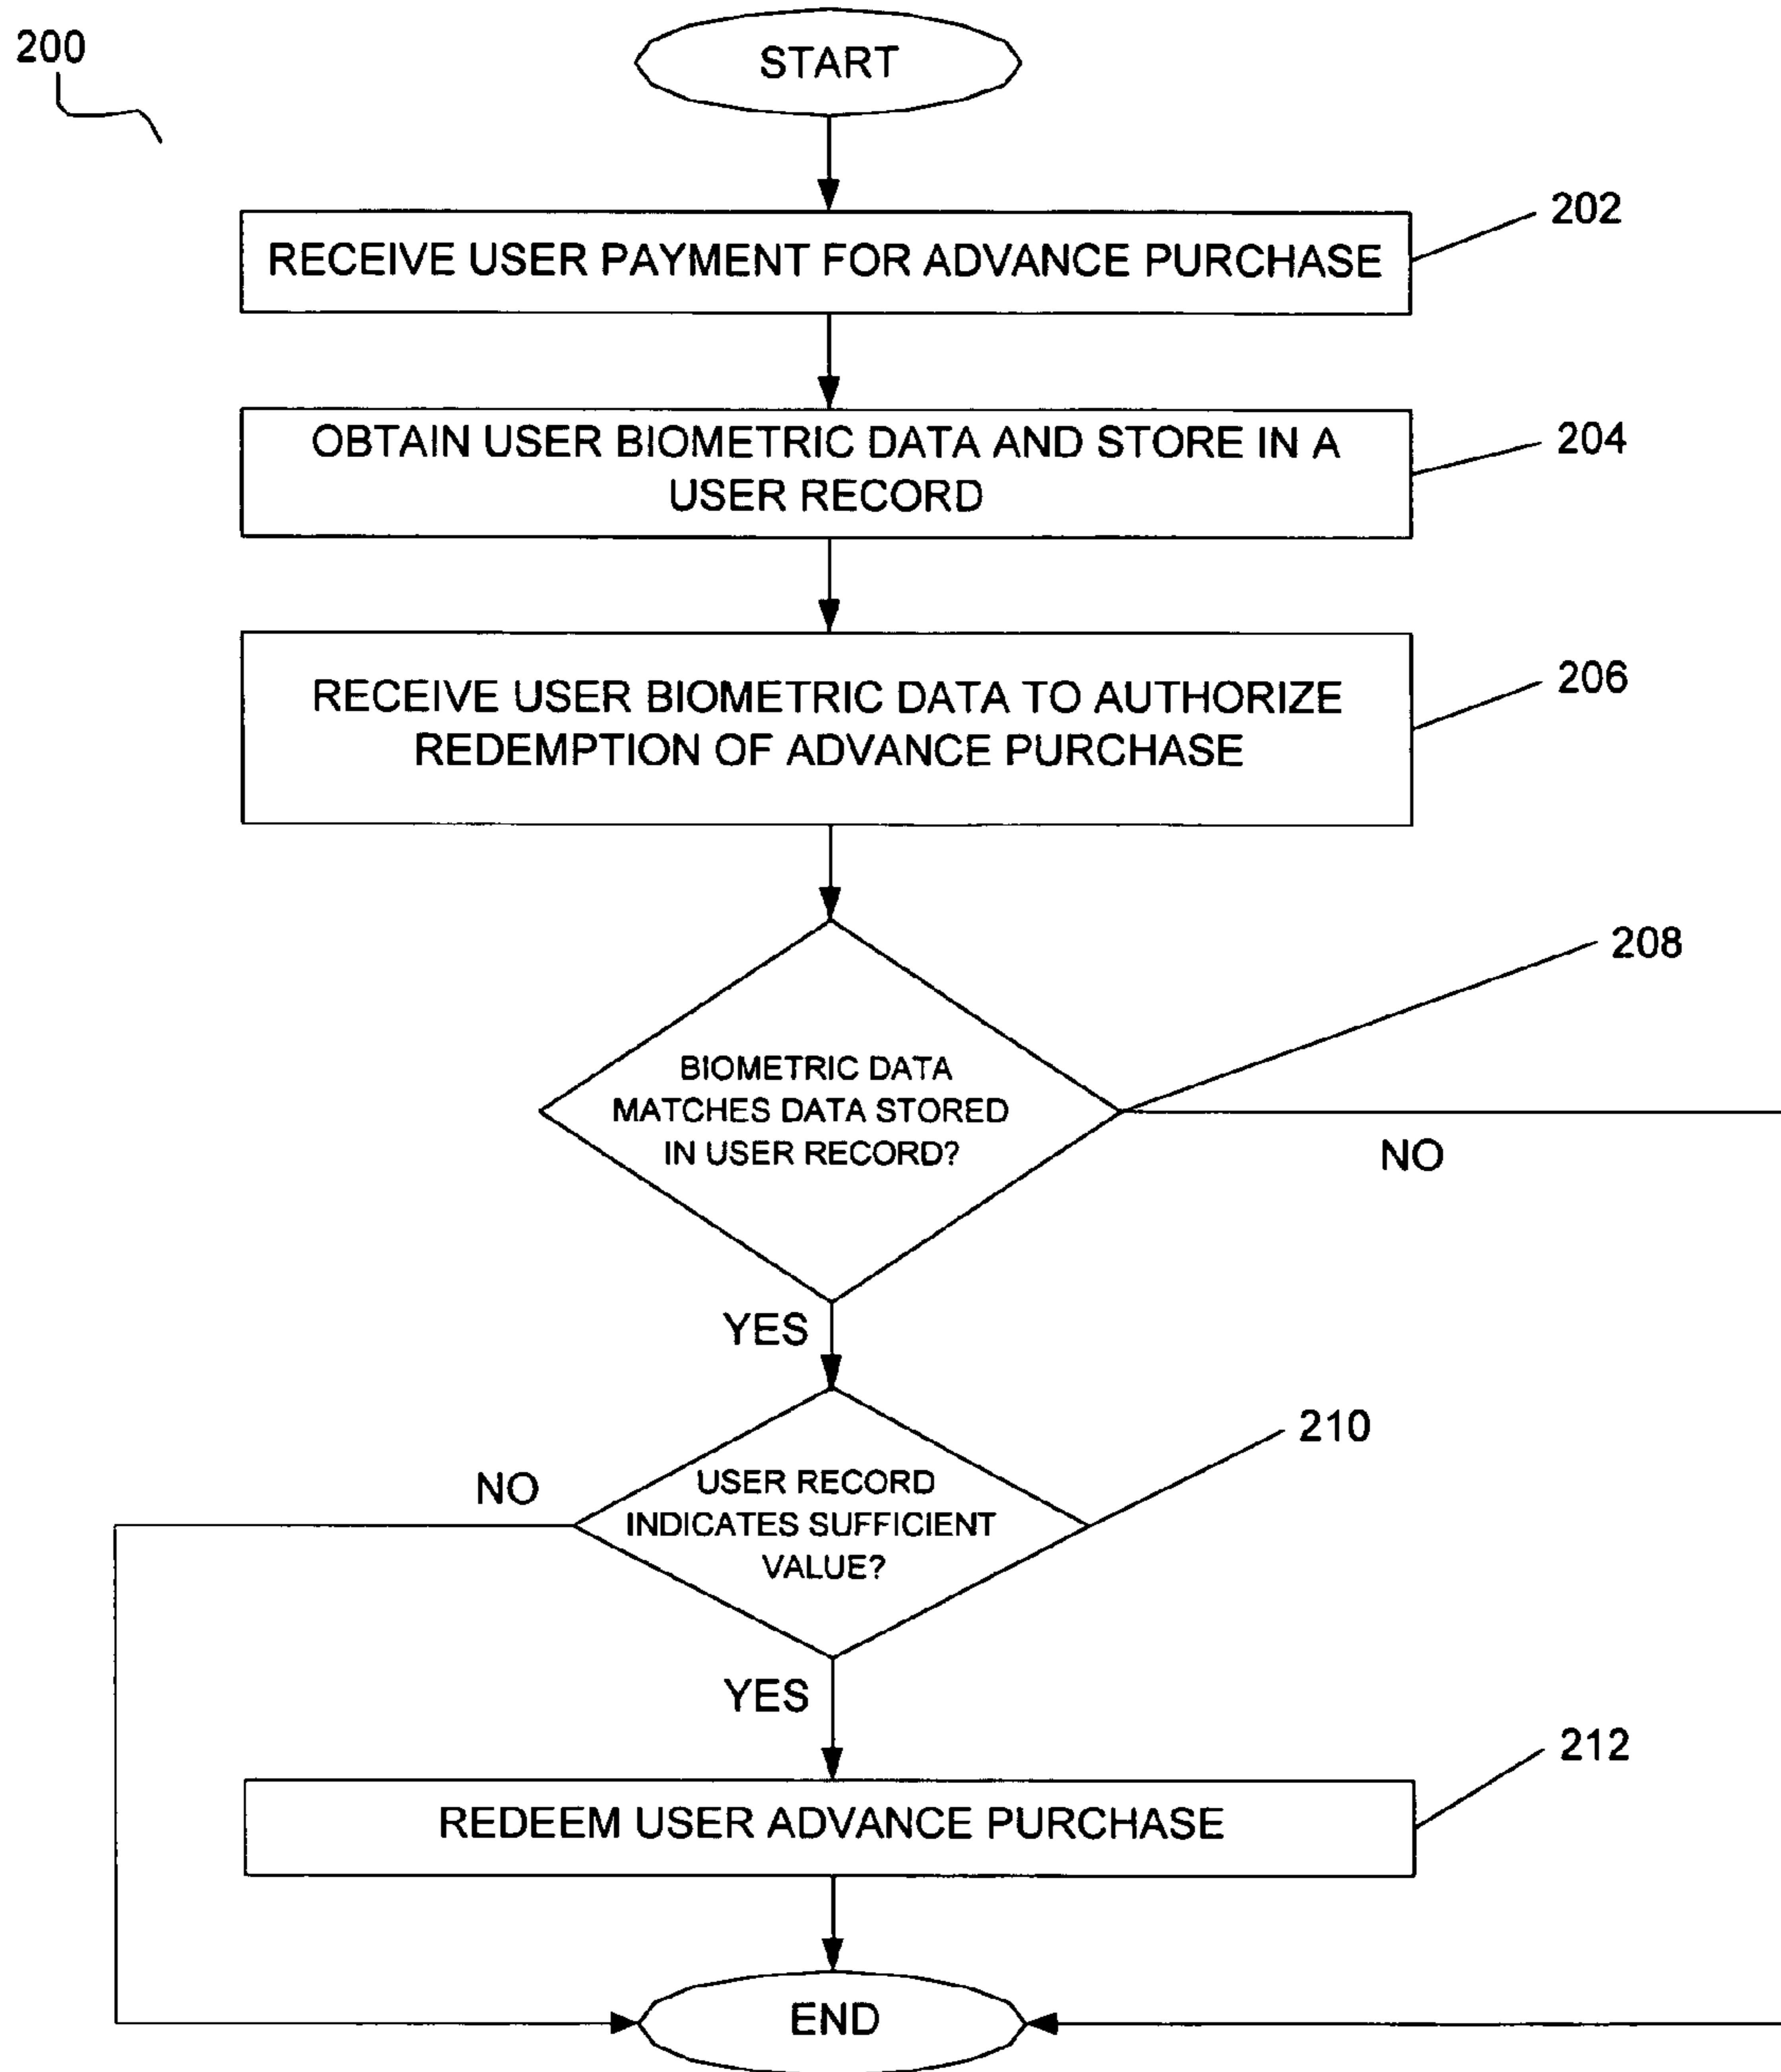 200
START
202
RECEIVE USER PAYMENT FOR ADVANCE PURCHASE
204
OBTAIN USER BIOMETRIC DATA AND STORE IN A
USER RECORD
206
RECEIVE USER BIOMETRIC DATA TO AUTHORIZE
REDEMPTION OF ADVANCE PURCHASE
208
BIOMETRIC DATA
MATCHES DATA STORED
IN USER RECORD?
NO
YES
210
NO
USER RECORD
INDICATES SUFFICIENT
VALUE?
YES
212
REDEEM USER ADVANCE PURCHASE
END